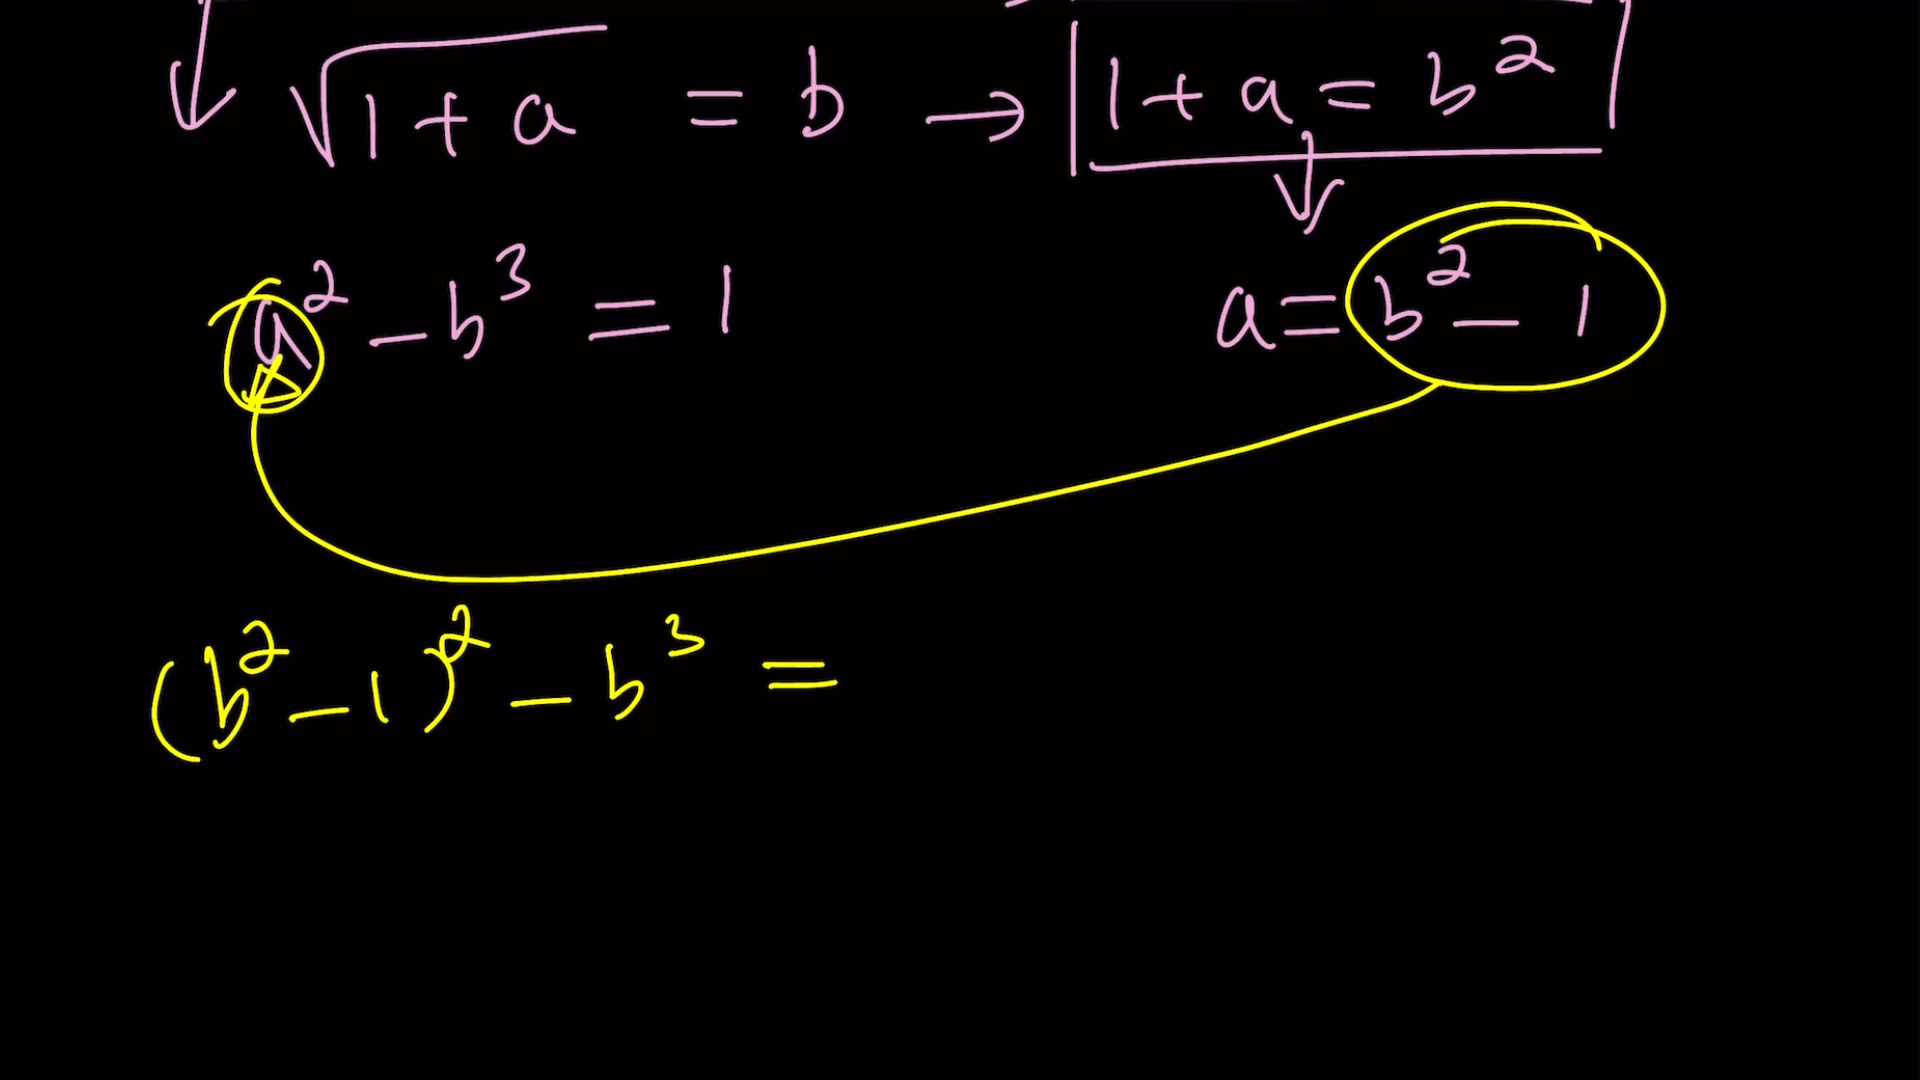 √1+a = b → 1+a = b²
a² - b³ = 1 a = b² - 1
(b² - 1)² - b³ =